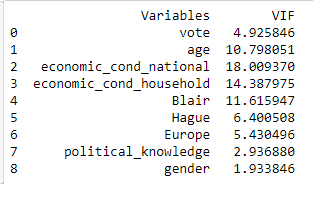 Variables VIF
0 vote 4.925846
1 age 10.798051
2 economic_cond_national 18.009370
3 economic_cond_household 14.387975
4 Blair 11.615947
5 Hague 6.400508
6 Europe 5.430496
7 political_knowledge 2.936880
8 gender 1.933846